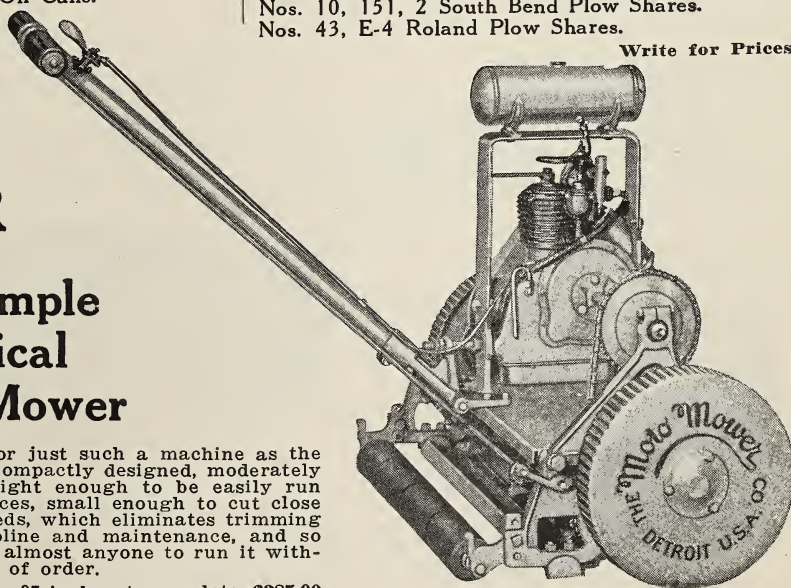 Nos. 10, 151, 2 South Bend Plow Shares.
Nos. 43, E-4 Roland Plow Shares.
Write for Prices
mple
ical
Mower
or just such a machine as the
ompactly designed, moderately
ight enough to be easily run
ces, small enough to cut close
eds, which eliminates trimming
line and maintenance, and so
almost anyone to run it with-
of order.
The Moto Mower Co
DETROIT U.S.A.